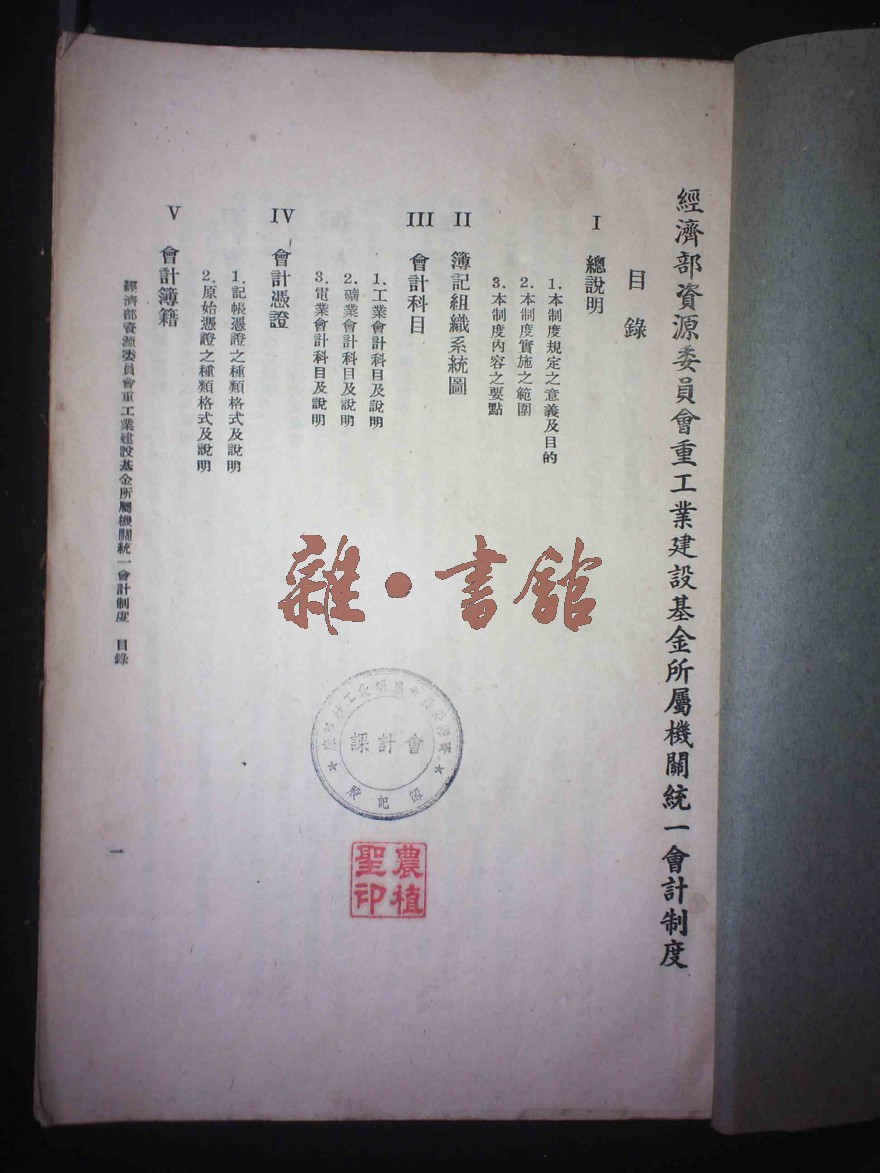 經濟部資源委員會重工業建設基金所屬機關統一會計制度
目錄
I 總說明
1.本制度規定之意義及目的
2.本制度實施之範圍
3.本制度內容之要點
II 簿記組織系統圖
III 會計科目
1.工業會計科目及說明
2.礦業會計科目及說明
3.電業會計科目及說明
IV 會計憑證
1.記帳憑證之種類格式及說明
2.原始憑證之種類格式及說明
V 會計簿籍
經濟部資源委員會重工業建設基金所屬機關統一會計制度 目錄
一
雜·書館
會計課
簿記股
農植
聖印